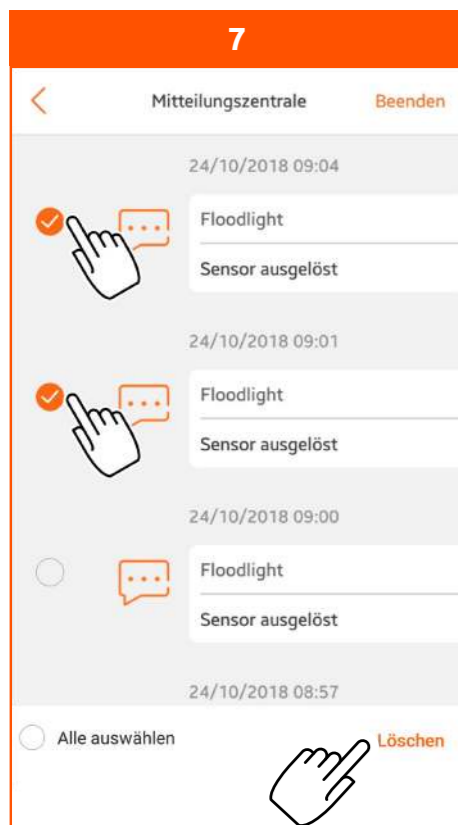 7
Mitteilungszentrale Beenden
24/10/2018 09:04
Floodlight
Sensor ausgelöst
24/10/2018 09:01
Floodlight
Sensor ausgelöst
24/10/2018 09:00
Floodlight
Sensor ausgelöst
24/10/2018 08:57
Alle auswählen Löschen